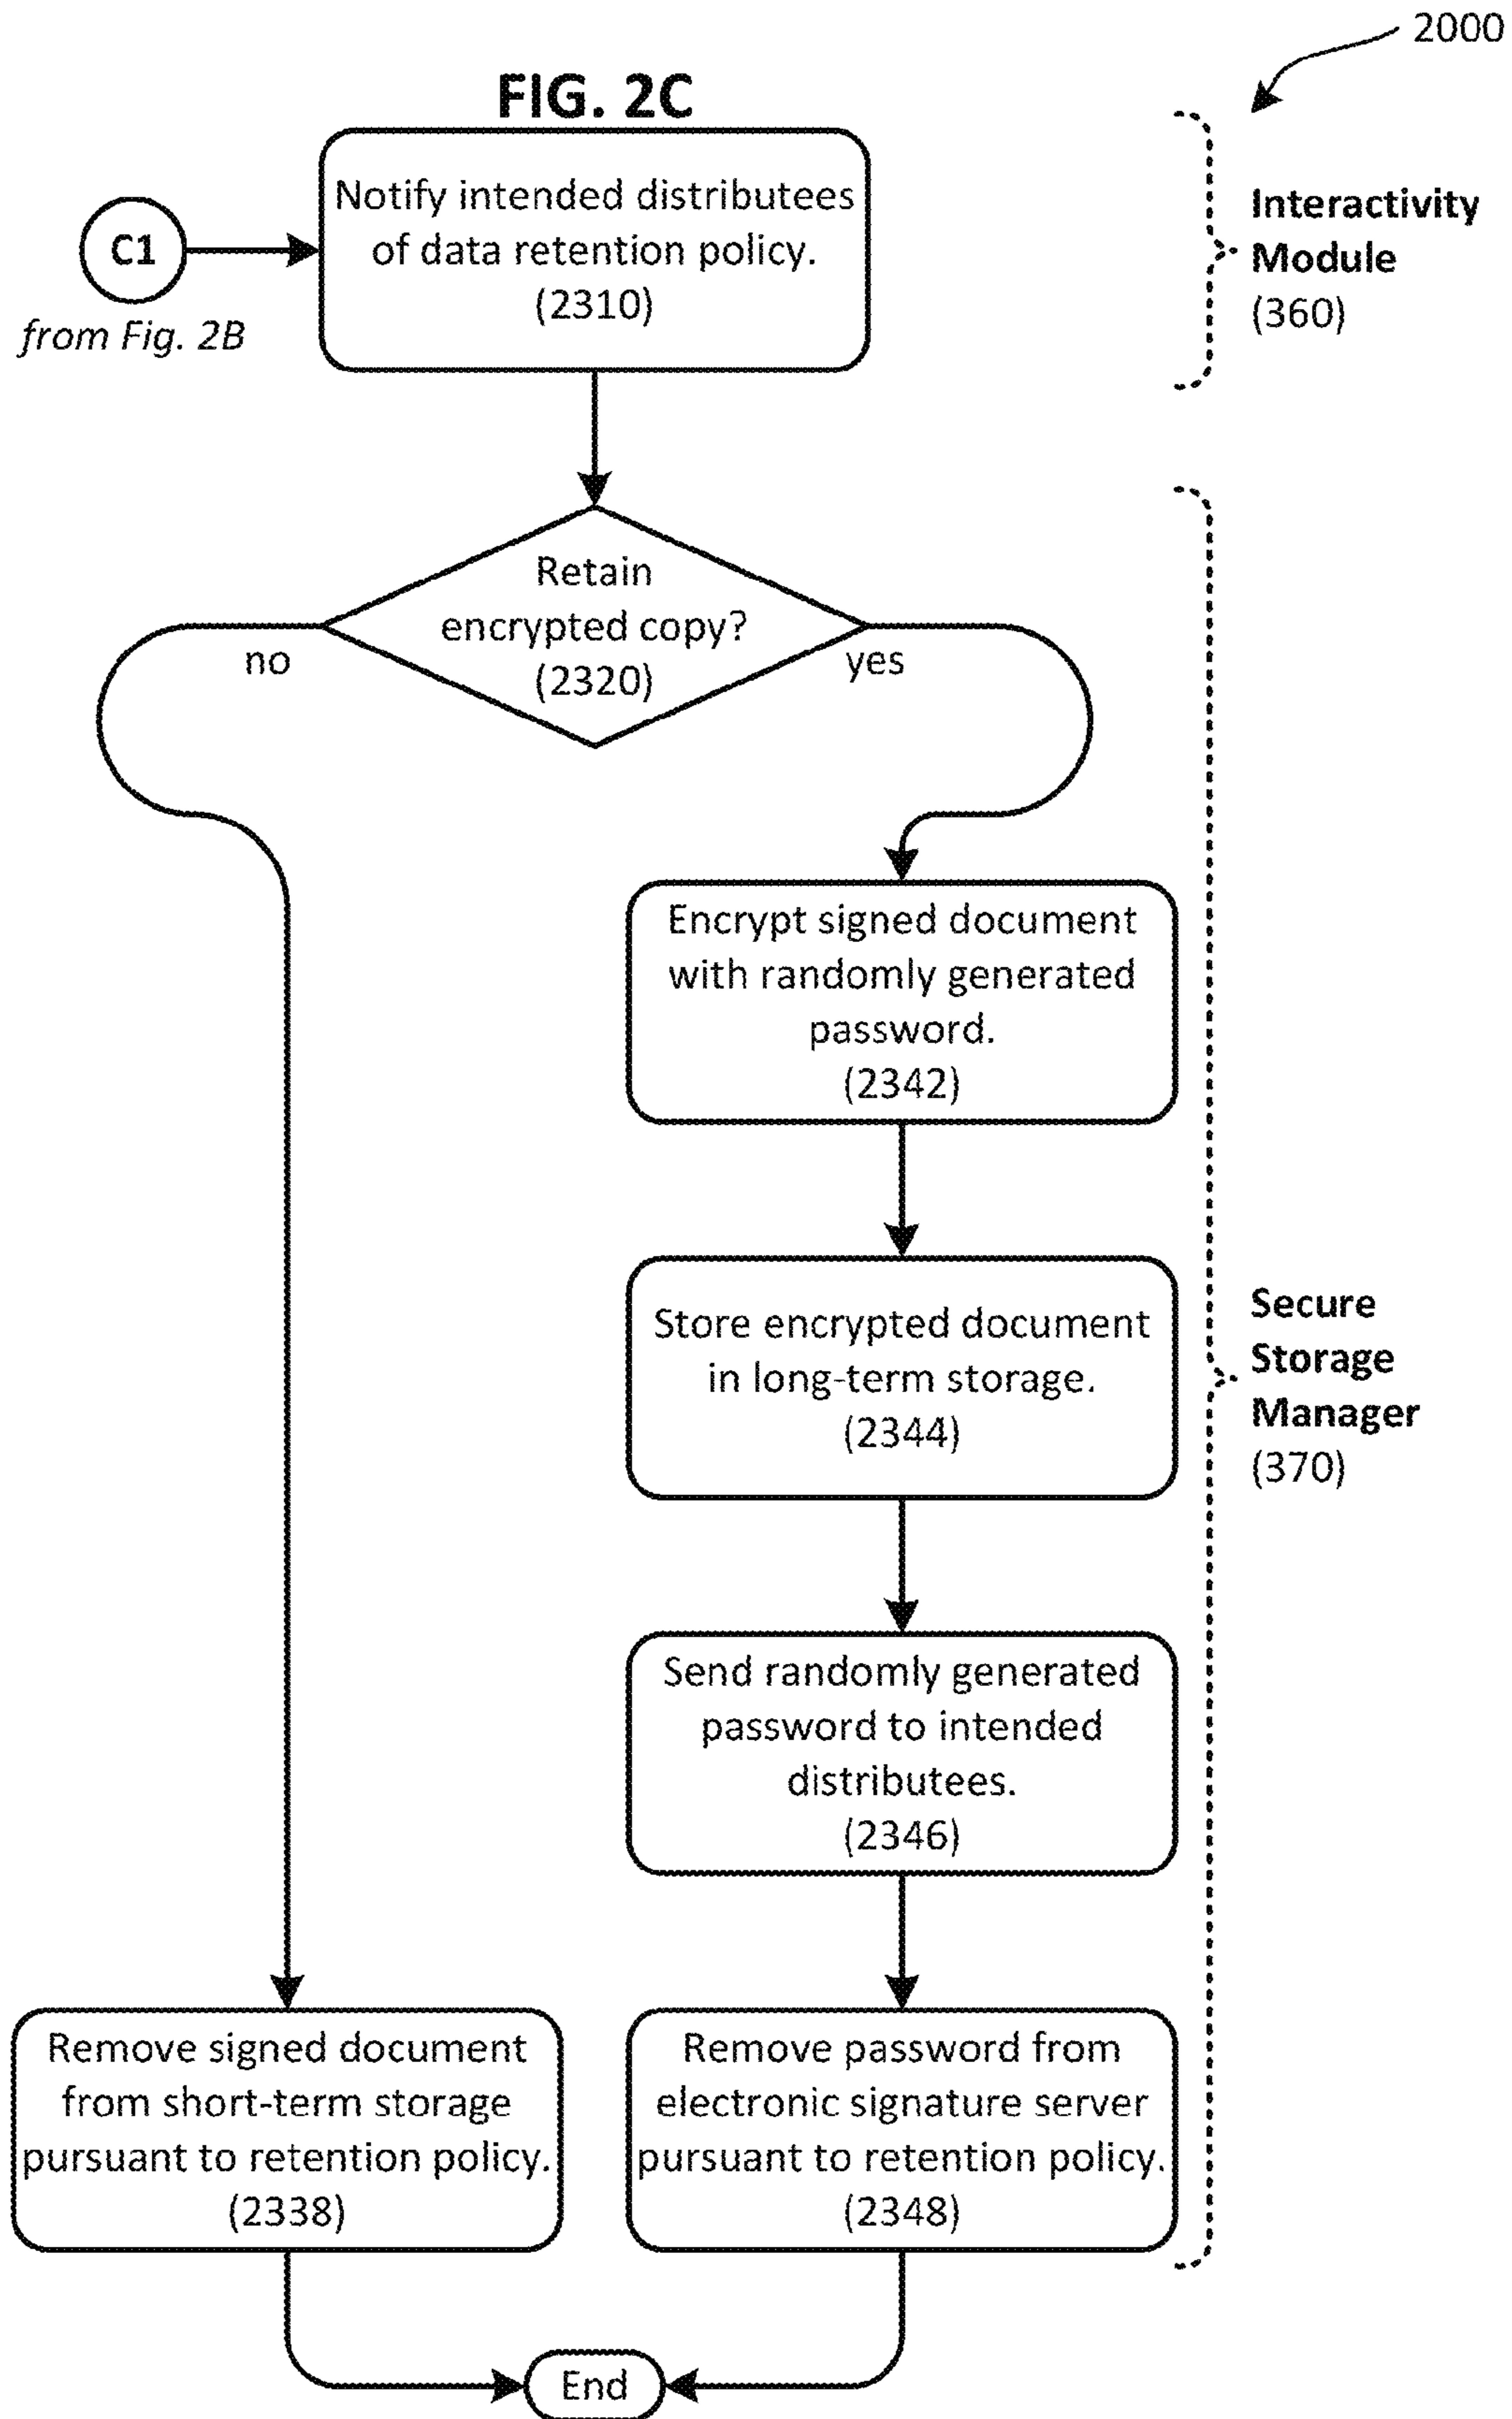 2000
FIG. 2C
Notify intended distributees
of data retention policy.
(2310)
C1
from Fig. 2B
Interactivity
Module
(360)
Retain
encrypted copy?
(2320)
no
yes
Encrypt signed document
with randomly generated
password.
(2342)
Store encrypted document
in long-term storage.
(2344)
Secure
Storage
Manager
(370)
Send randomly generated
password to intended
distributees.
(2346)
Remove signed document
from short-term storage
pursuant to retention policy.
(2338)
Remove password from
electronic signature server
pursuant to retention policy.
(2348)
End